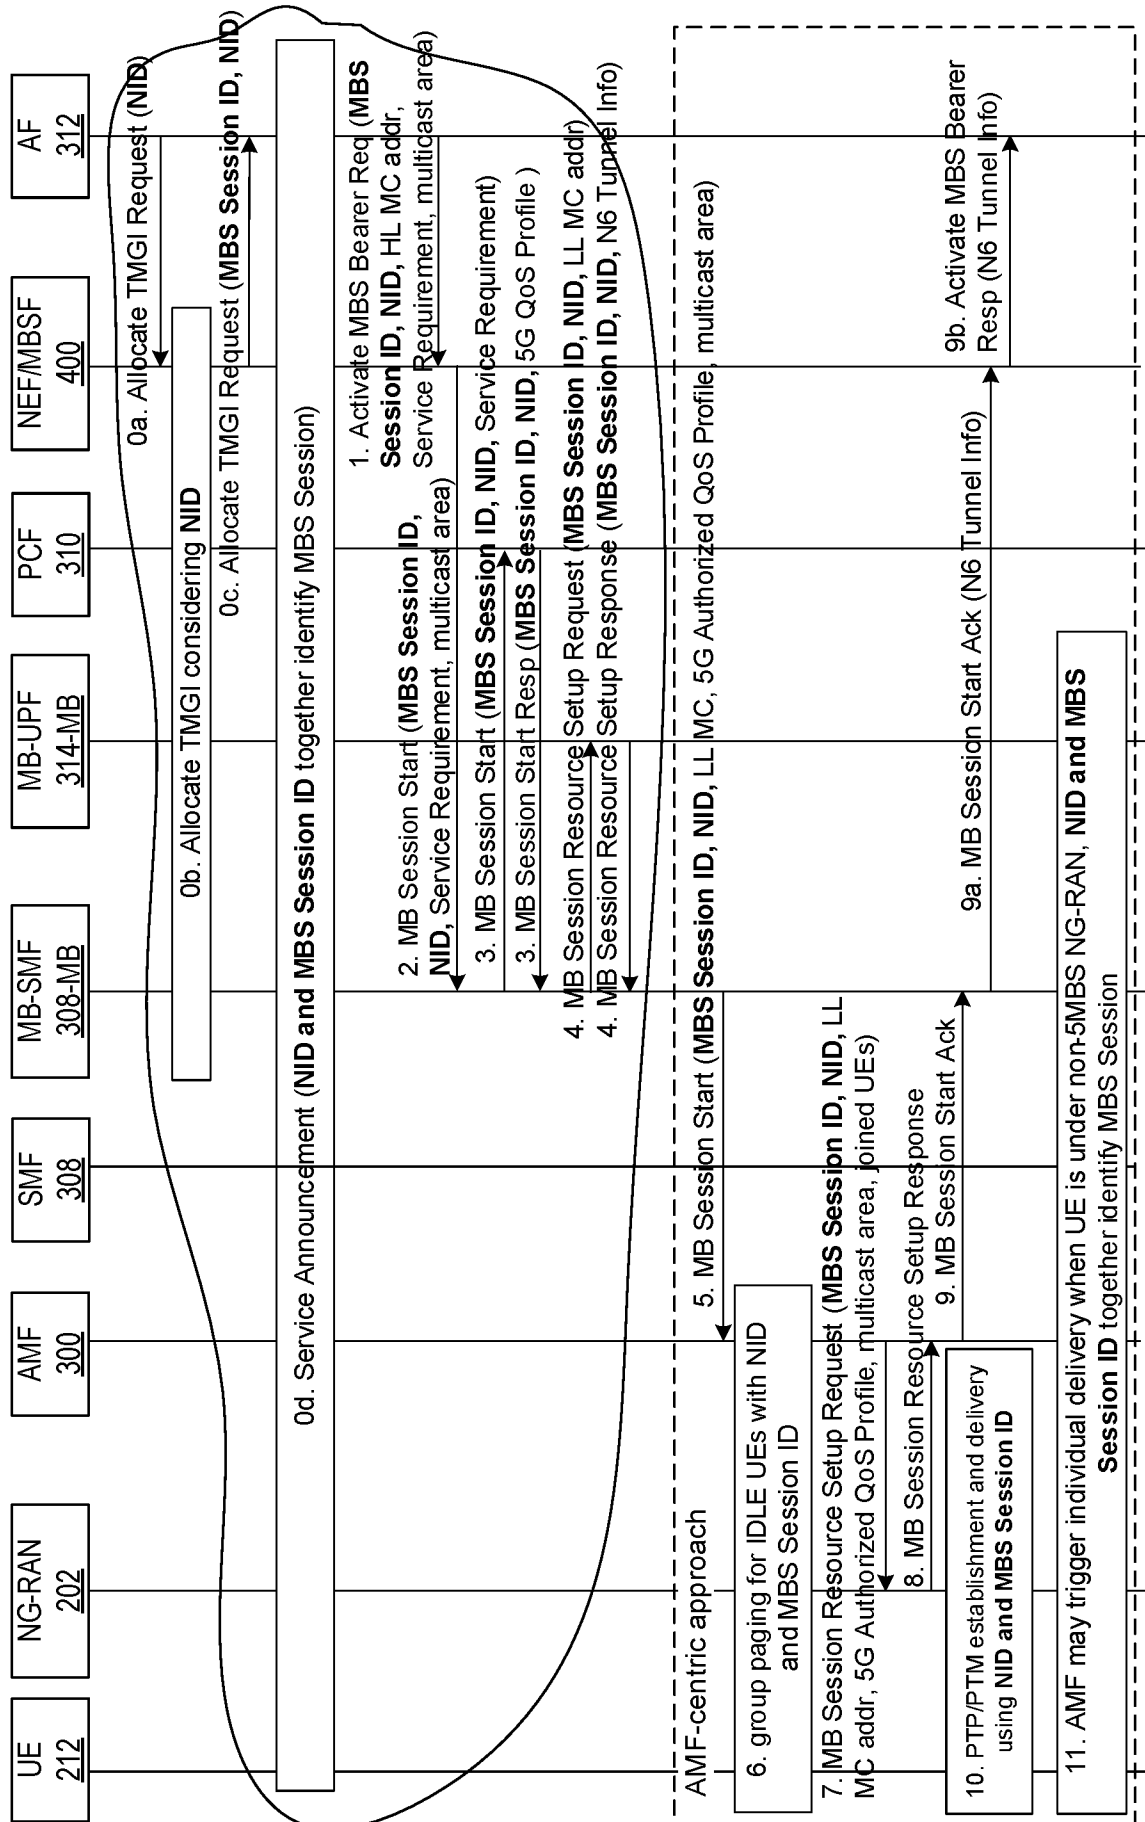 UE
212
NG-RAN
202
AMF
300
SMF
308
MB-SMF
308-MB
MB-UPF
314-MB
PCF
310
NEF/MBSF
400
AF
312
0a. Allocate TMGI Request (NID)
0b. Allocate TMGI considering NID
0c. Allocate TMGI Request (MBS Session ID, NID)
0d. Service Announcement (NID and MBS Session ID together identify MBS Session)
1. Activate MBS Bearer Req (MBS
Session ID, NID, HL MC addr,
Service Requirement, multicast area)
2. MB Session Start (MBS Session ID,
NID, Service Requirement, multicast area)
3. MB Session Start (MBS Session ID, NID, Service Requirement)
3. MB Session Start Resp (MBS Session ID, NID, 5G QoS Profile )
4. MB Session Resource Setup Request (MBS Session ID, NID, LL MC addr)
4. MB Session Resource Setup Response (MBS Session ID, NID, N6 Tunnel Info)
AMF-centric approach
5. MB Session Start (MBS Session ID, NID, LL MC, 5G Authorized QoS Profile, multicast area)
6. group paging for IDLE UEs with NID
and MBS Session ID
7. MB Session Resource Setup Request (MBS Session ID, NID, LL
MC addr, 5G Authorized QoS Profile, multicast area, joined UEs)
8. MB Session Resource Setup Response
9. MB Session Start Ack
9a. MB Session Start Ack (N6 Tunnel Info)
9b. Activate MBS Bearer
Resp (N6 Tunnel Info)
10. PTP/PTM establishment and delivery
using NID and MBS Session ID
11. AMF may trigger individual delivery when UE is under non-5MBS NG-RAN, NID and MBS
Session ID together identify MBS Session